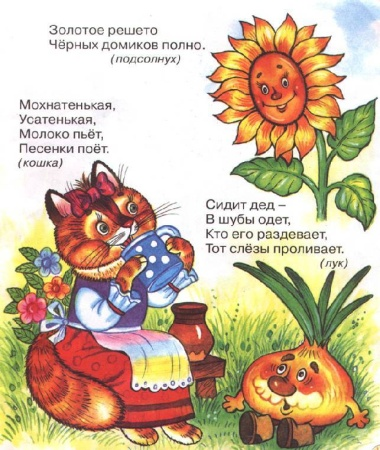 Золотое решето
Чёрных домиков полно.
(подсолнух)
Мохнатенькая,
Усатенькая,
Молоко пьёт,
Песенки поёт.
(кошка)
Сидит дед –
В шубы одет,
Кто его раздевает,
Тот слёзы проливает.
(лук)